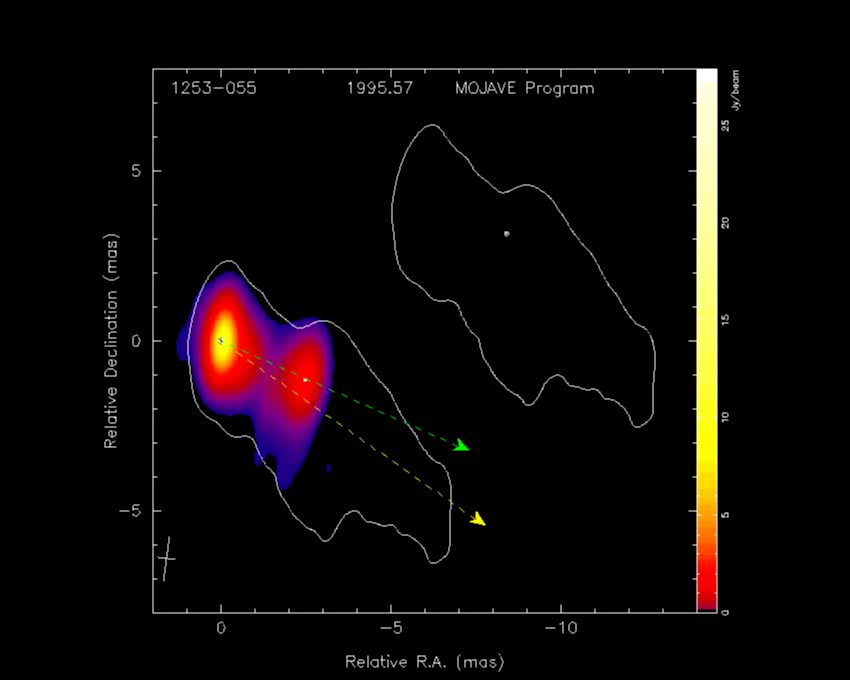 1253-055 1995.57 MOJAVE Program
Jy/beam
25
20
15
10
5
0
5
0
-5
Relative Declination (mas)
0 -5 -10
Relative R.A. (mas)